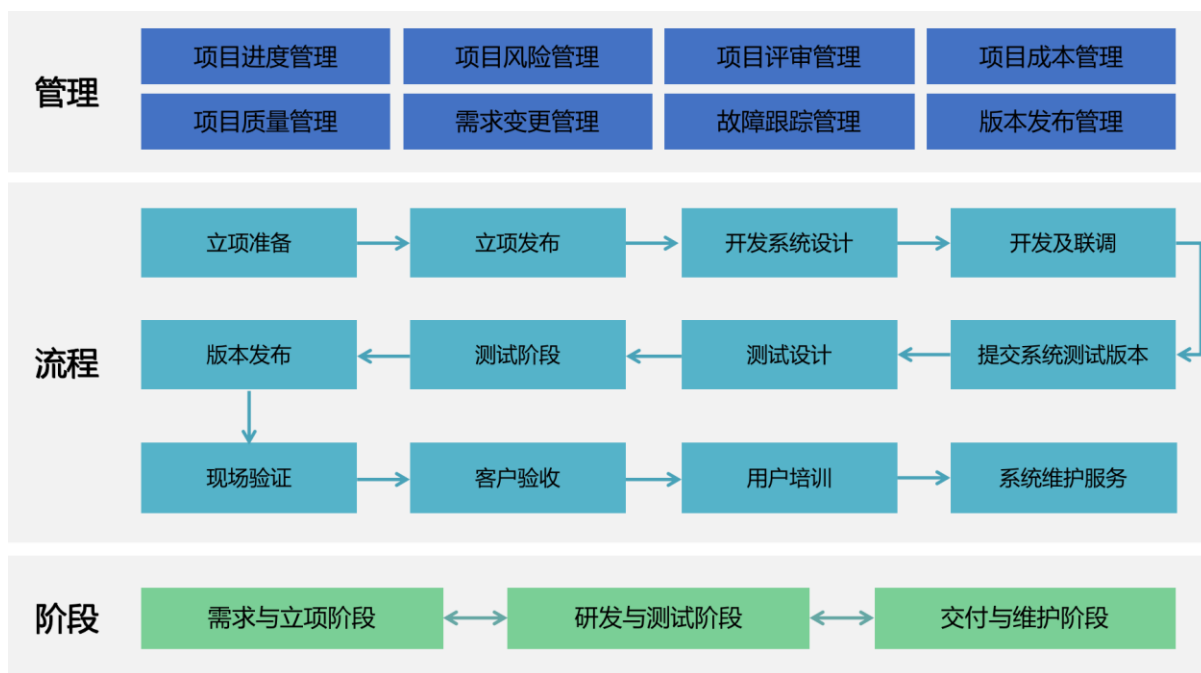 管理
项目进度管理
项目风险管理
项目评审管理
项目成本管理
项目质量管理
需求变更管理
故障跟踪管理
版本发布管理
流程
立项准备
立项发布
开发系统设计
开发及联调
版本发布
测试阶段
测试设计
提交系统测试版本
现场验证
客户验收
用户培训
系统维护服务
阶段
需求与立项阶段
研发与测试阶段
交付与维护阶段